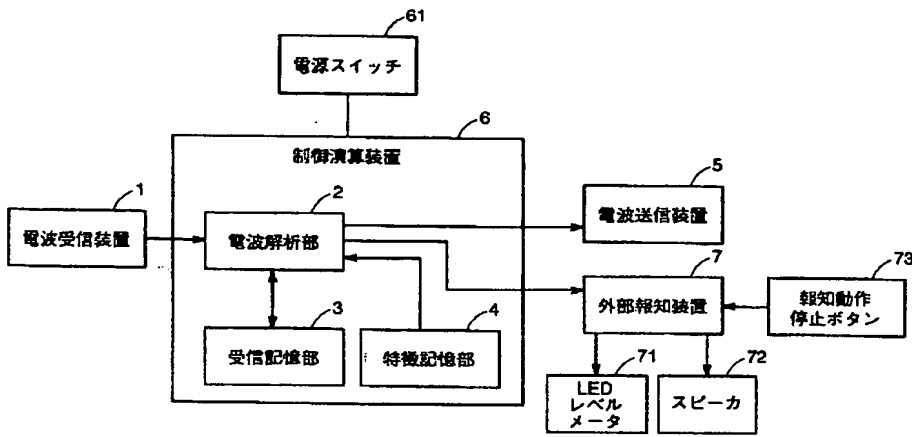 61
電源スイッチ
6
制御演算装置
1
電波受信装置
2
電波解析部
5
電波送信装置
7
外部報知装置
73
報知動作
停止ボタン
3
受信記憶部
4
特徴記憶部
71
LED
レベル
メータ
72
スピーカ